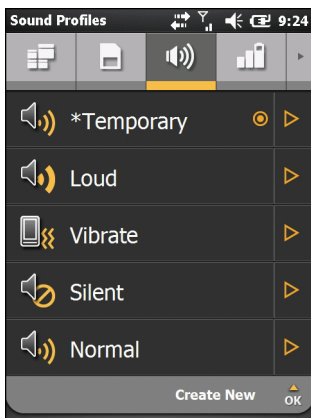 Sound Profiles 9:24
*Temporary
Loud
Vibrate
Silent
Normal
Create New OK